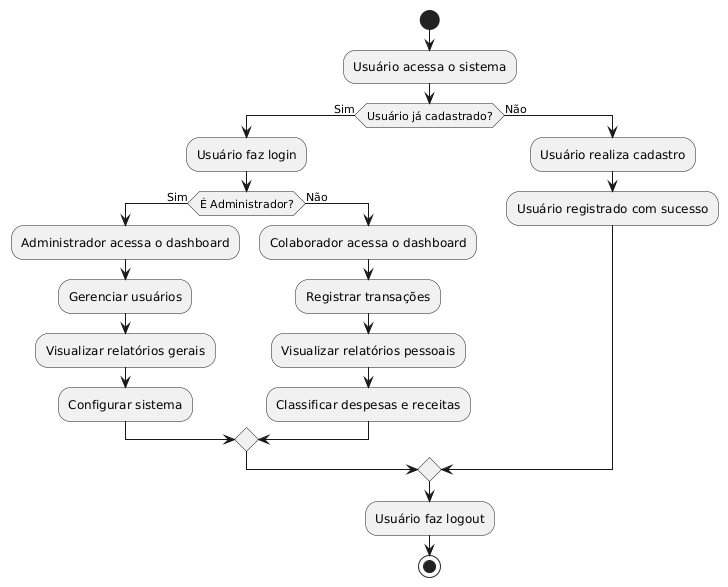 Usuário acessa o sistema
Sim
Usuário já cadastrado?
Não
Usuário faz login
Usuário realiza cadastro
Sim
É Administrador?
Não
Usuário registrado com sucesso
Administrador acessa o dashboard
Colaborador acessa o dashboard
Gerenciar usuários
Registrar transações
Visualizar relatórios gerais
Visualizar relatórios pessoais
Configurar sistema
Classificar despesas e receitas
Usuário faz logout